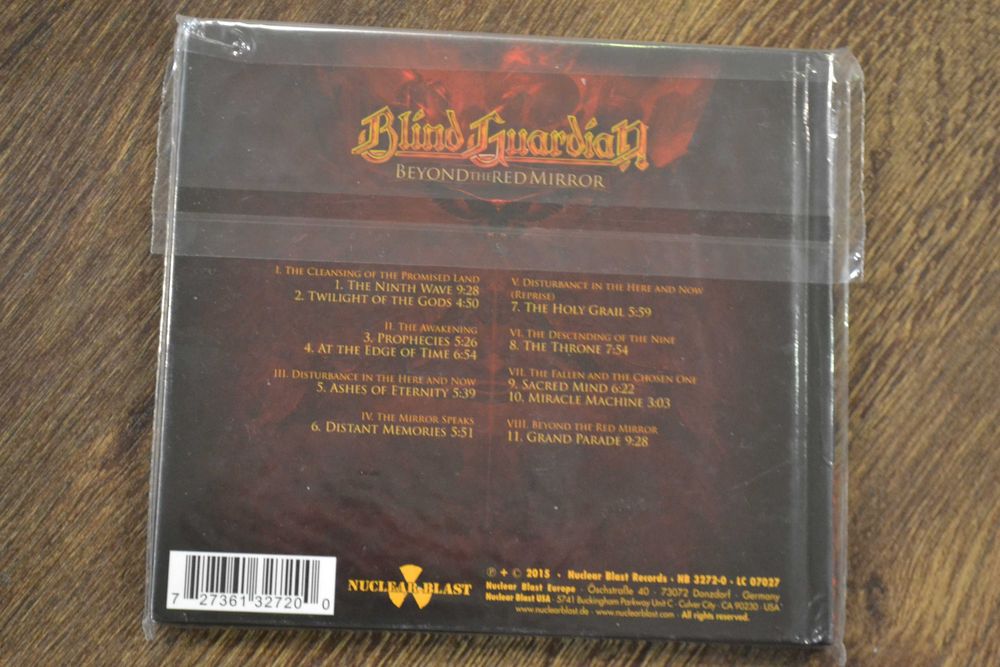 Blind Guardian
BEYOND THE RED MIRROR
I. THE CLEANSING OF THE PROMISED LAND
1. THE NINTH WAVE 9:28
2. TWILIGHT OF THE GODS 4:50
II. THE AWAKENING
3. PROPHECIES 5:26
4. AT THE EDGE OF TIME 6:54
III. DISTURBANCE IN THE HERE AND NOW
5. ASHES OF ETERNITY 5:39
IV. THE MIRROR SPEAKS
6. DISTANT MEMORIES 5:51
V. DISTURBANCE IN THE HERE AND NOW
(REPRISE)
7. THE HOLY GRAIL 5:59
VI. THE DESCENDING OF THE NINE
8. THE THRONE 7:54
VII. THE FALLEN AND THE CHOSEN ONE
9. SACRED MIND 6:22
10. MIRACLE MACHINE 3:03
VIII. BEYOND THE RED MIRROR
11. GRAND PARADE 9:28
7 27361 32720 0
NUCLEAR BLAST
℗ + © 2015 · Nuclear Blast Records · NB 3272-0 · LC 07027
Nuclear Blast Europe · Oschstraße 40 · 73072 Donzdorf · Germany
Nuclear Blast USA · 5741 Buckingham Parkway Unit C · Culver City · CA 90230 · USA
www.nuclearblast.de · www.nuclearblast.com · All rights reserved.